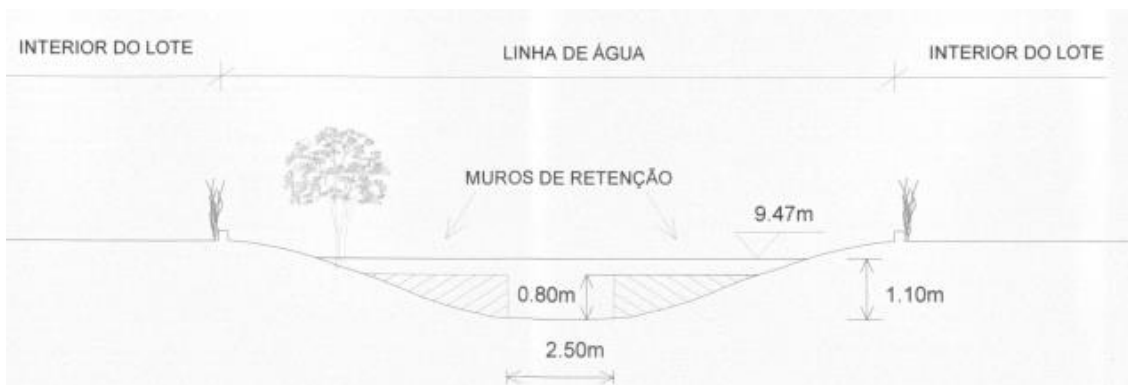 INTERIOR DO LOTE
LINHA DE ÁGUA
INTERIOR DO LOTE
MUROS DE RETENÇÃO
9.47m
0.80m
1.10m
2.50m